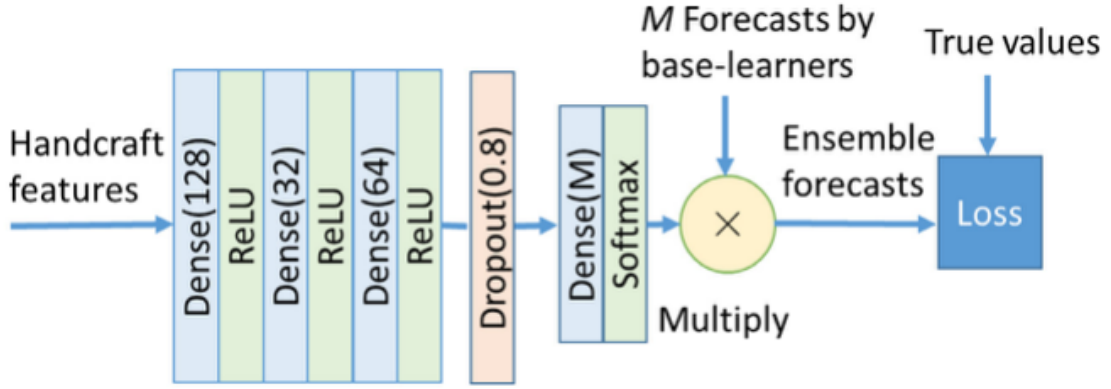 Handcraft
features
Dense(128)
ReLU
Dense(32)
ReLU
Dense(64)
ReLU
Dropout(0.8)
Dense(M)
Softmax
M Forecasts by
base-learners
×
Multiply
Ensemble
forecasts
True values
Loss